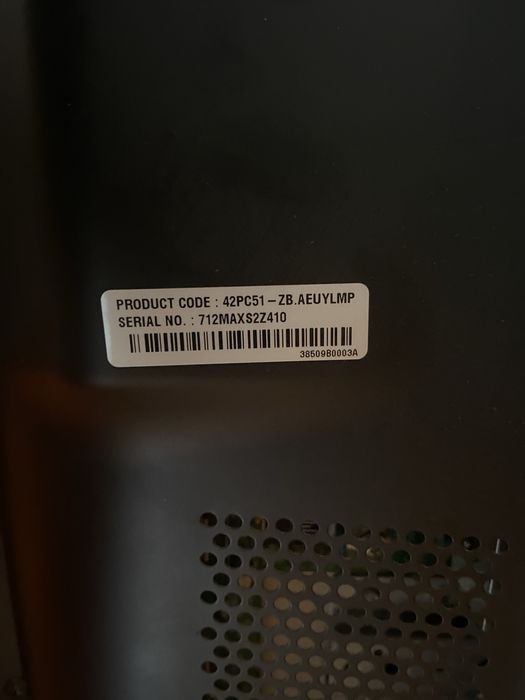 PRODUCT CODE : 42PC51-ZB.AEUYLMP
SERIAL NO. : 712MAXS2Z410
38509B0003A